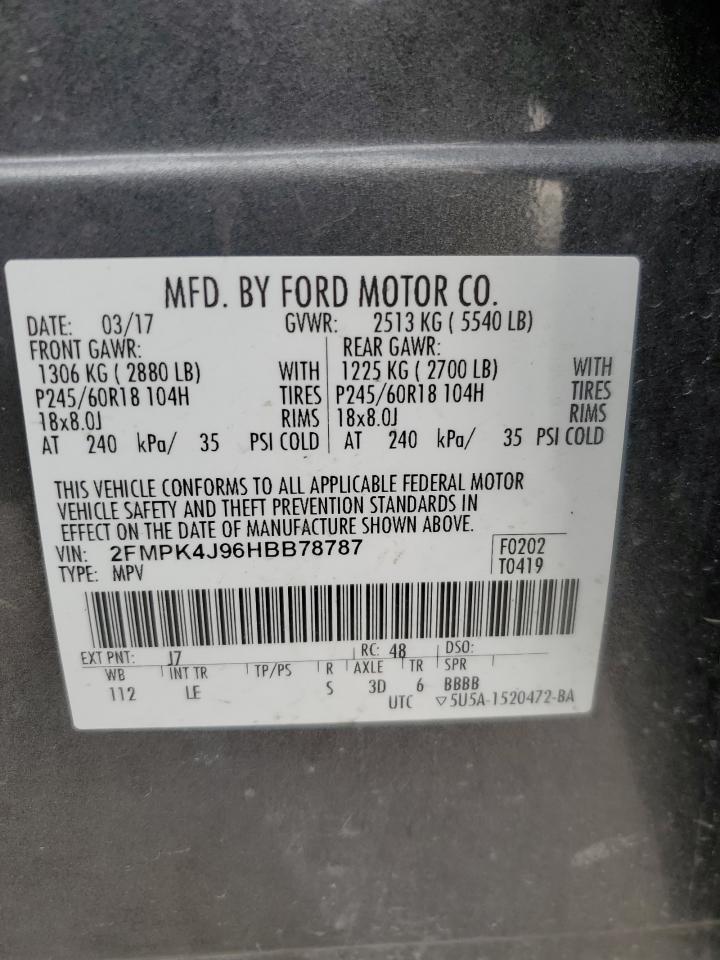 MFD. BY FORD MOTOR CO.
DATE: 03/17 GVWR: 2513 KG ( 5540 LB)
FRONT GAWR: REAR GAWR:
1306 KG ( 2880 LB) WITH 1225 KG ( 2700 LB) WITH
P245/60R18 104H TIRES P245/60R18 104H TIRES
18x8.0J RIMS 18x8.0J RIMS
AT 240 kPa/ 35 PSI COLD AT 240 kPa/ 35 PSI COLD
THIS VEHICLE CONFORMS TO ALL APPLICABLE FEDERAL MOTOR
VEHICLE SAFETY AND THEFT PREVENTION STANDARDS IN
EFFECT ON THE DATE OF MANUFACTURE SHOWN ABOVE.
VIN: 2FMPK4J96HBB78787 F0202
TYPE: MPV T0419
EXT PNT: J7 RC: 48 DSO:
WB INT TR TP/PS R AXLE TR SPR
112 LE S 3D 6 BBBB
UTC ▽5U5A-1520472-BA